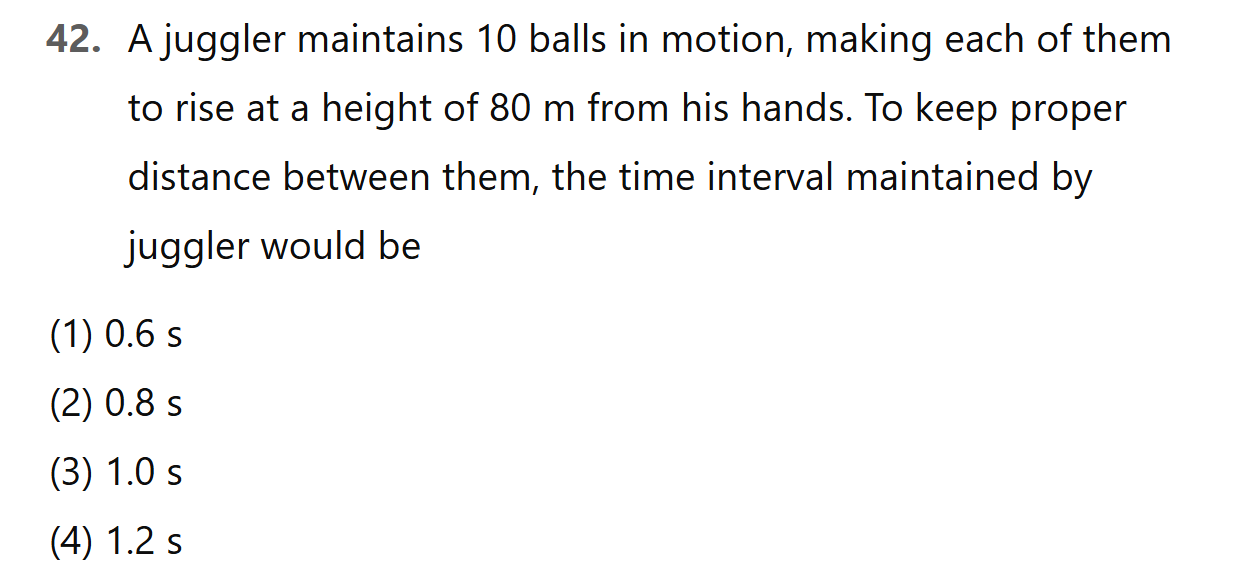 42. A juggler maintains 10 balls in motion, making each of them
to rise at a height of 80 m from his hands. To keep proper
distance between them, the time interval maintained by
juggler would be
(1) 0.6 s
(2) 0.8 s
(3) 1.0 s
(4) 1.2 s